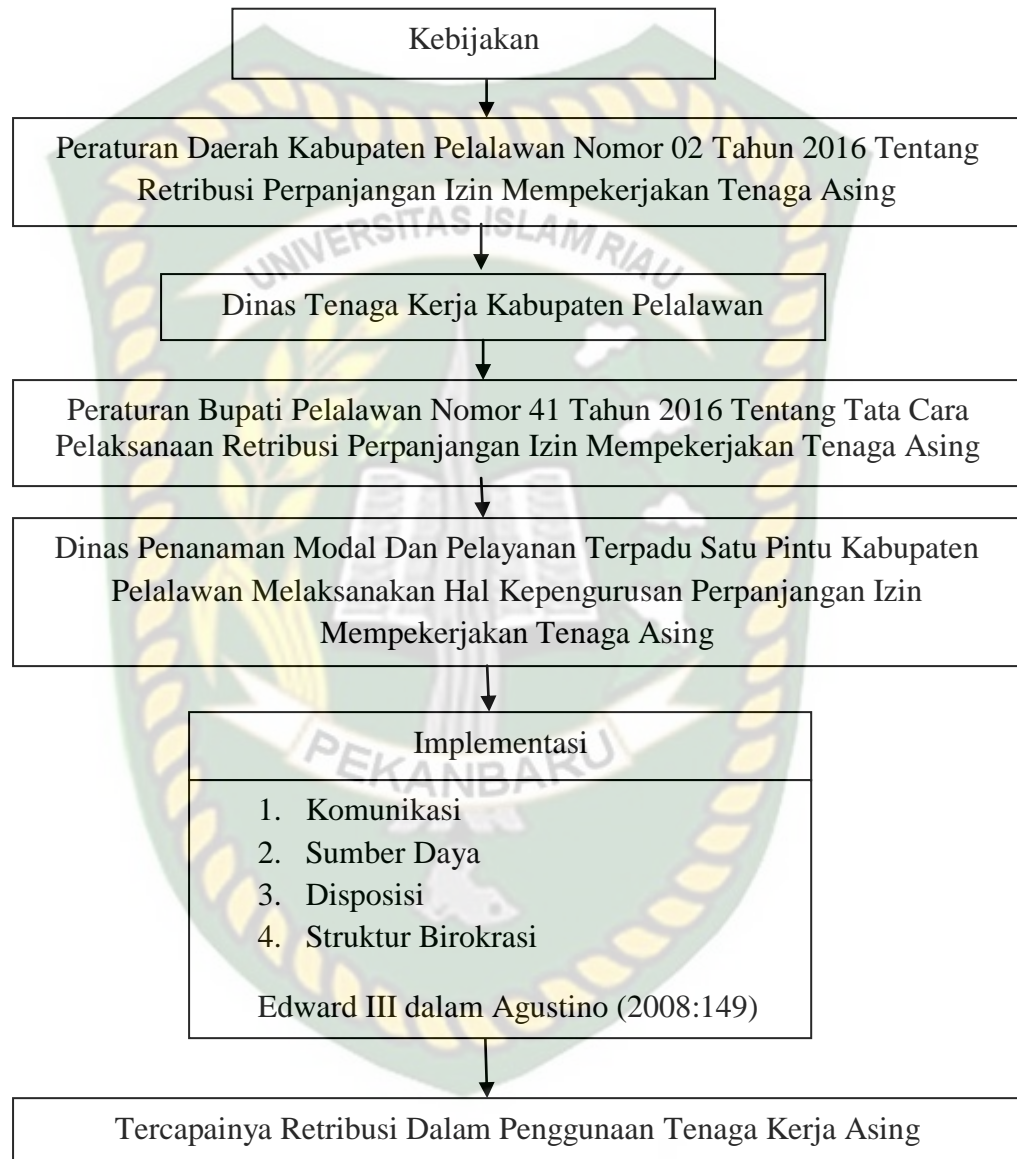 Kebijakan
Peraturan Daerah Kabupaten Pelalawan Nomor 02 Tahun 2016 Tentang
Retribusi Perpanjangan Izin Mempekerjakan Tenaga Asing
UNIVERSITAS ISLAM RIAU
Dinas Tenaga Kerja Kabupaten Pelalawan
Peraturan Bupati Pelalawan Nomor 41 Tahun 2016 Tentang Tata Cara
Pelaksanaan Retribusi Perpanjangan Izin Mempekerjakan Tenaga Asing
Dinas Penanaman Modal Dan Pelayanan Terpadu Satu Pintu Kabupaten
Pelalawan Melaksanakan Hal Kepengurusan Perpanjangan Izin
Mempekerjakan Tenaga Asing
Implementasi
PEKANBARU
1. Komunikasi
2. Sumber Daya
3. Disposisi
4. Struktur Birokrasi
Edward III dalam Agustino (2008:149)
Tercapainya Retribusi Dalam Penggunaan Tenaga Kerja Asing